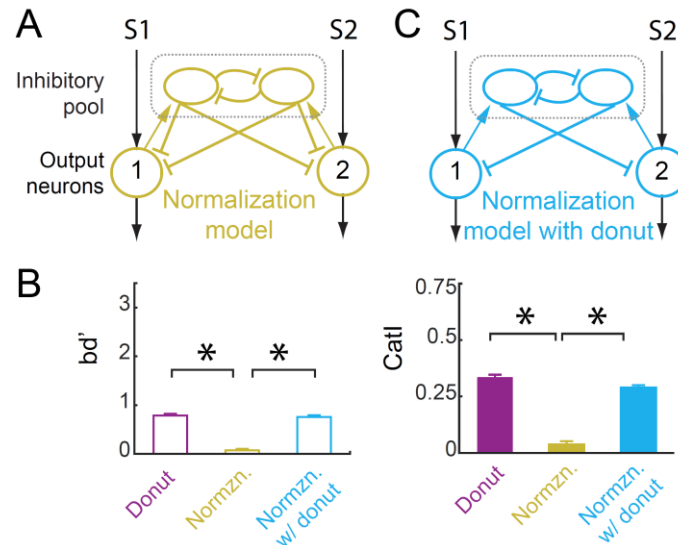 A
S1
S2
Inhibitory
pool
Output
neurons
1
2
Normalization
model
C
S1
S2
1
2
Normalization
model with donut
B
bd'
3
2
1
0
*
*
Donut
Normzn.
Normzn.
w/ donut
CatI
0.75
0.5
0.25
0
*
*
Donut
Normzn.
Normzn.
w/ donut